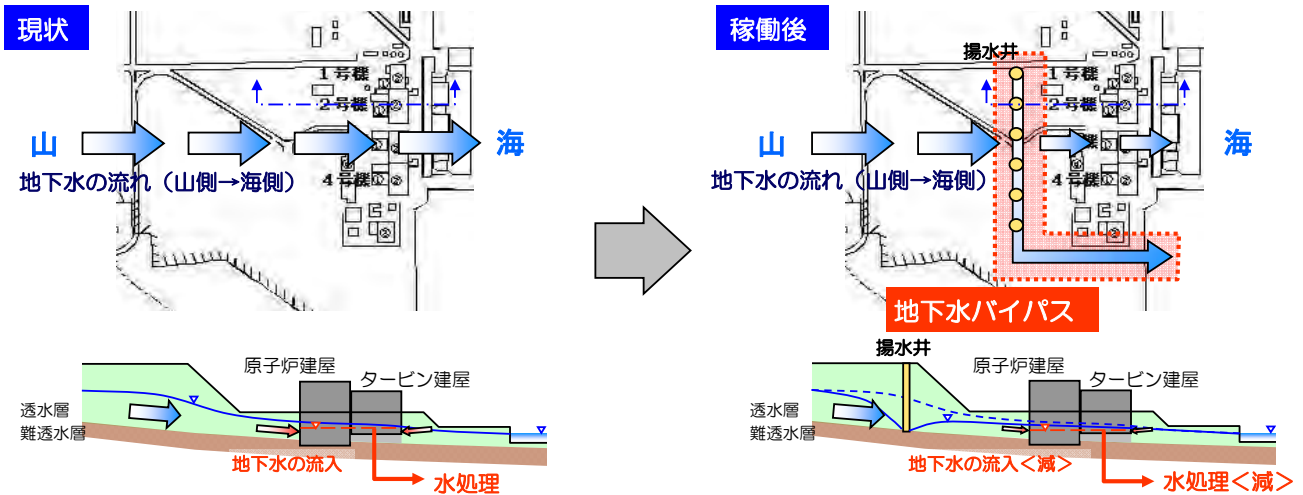 現状
1号機
2号機
山
海
地下水の流れ（山側→海側）
4号機
原子炉建屋
タービン建屋
透水層
難透水層
地下水の流入
水処理
稼働後
揚水井
1号機
2号機
機
山
海
地下水の流れ（山側→海側）
4号機
地下水バイパス
揚水井
原子炉建屋
タービン建屋
透水層
難透水層
地下水の流入＜減＞
水処理＜減＞